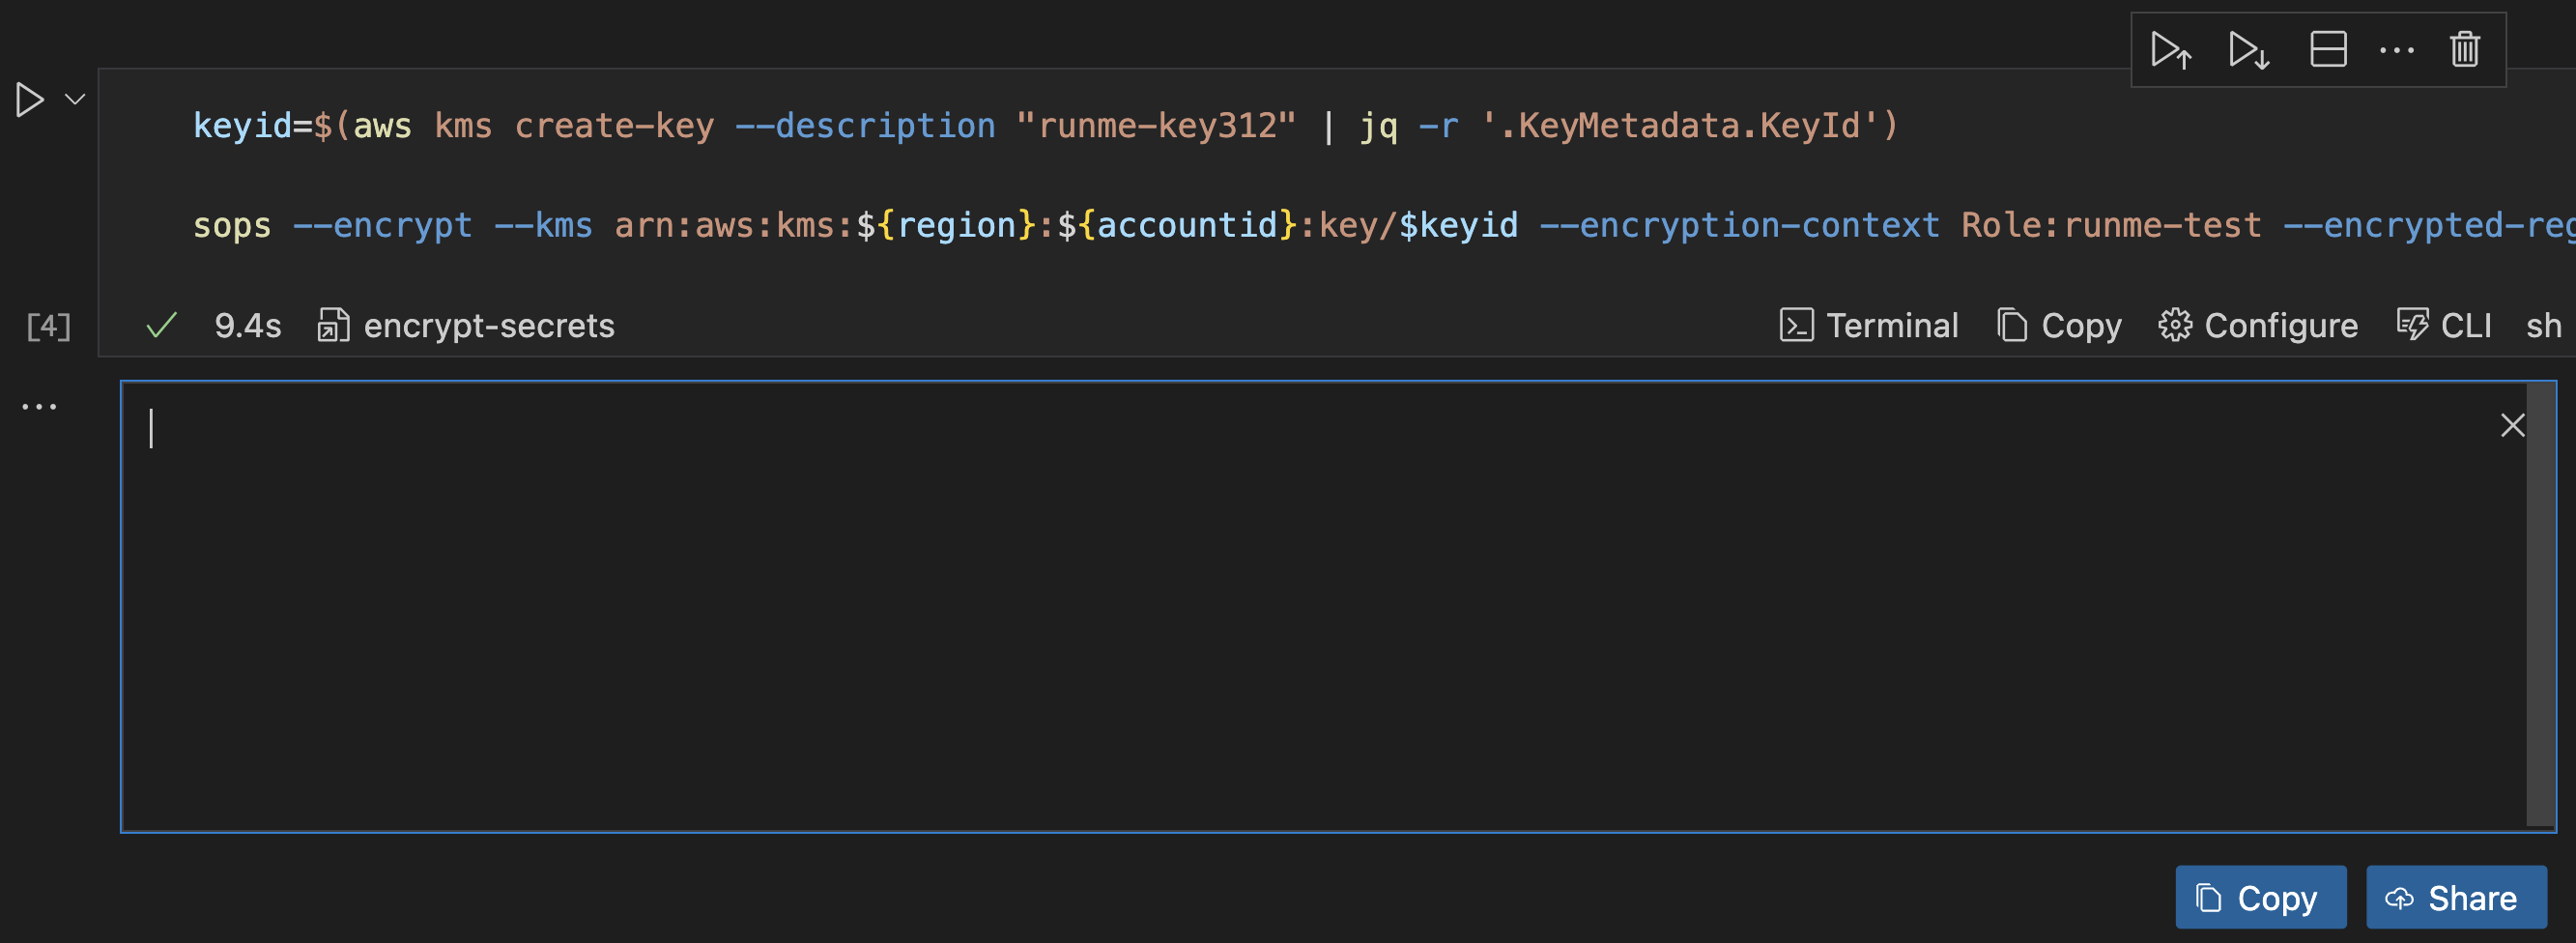 keyid=$(aws kms create-key --description "runme-key312" | jq -r '.KeyMetadata.KeyId')
sops --encrypt --kms arn:aws:kms:${region}:${accountid}:key/$keyid --encryption-context Role:runme-test --encrypted-reg
[4] 9.4s encrypt-secrets Terminal Copy Configure CLI sh
Copy Share